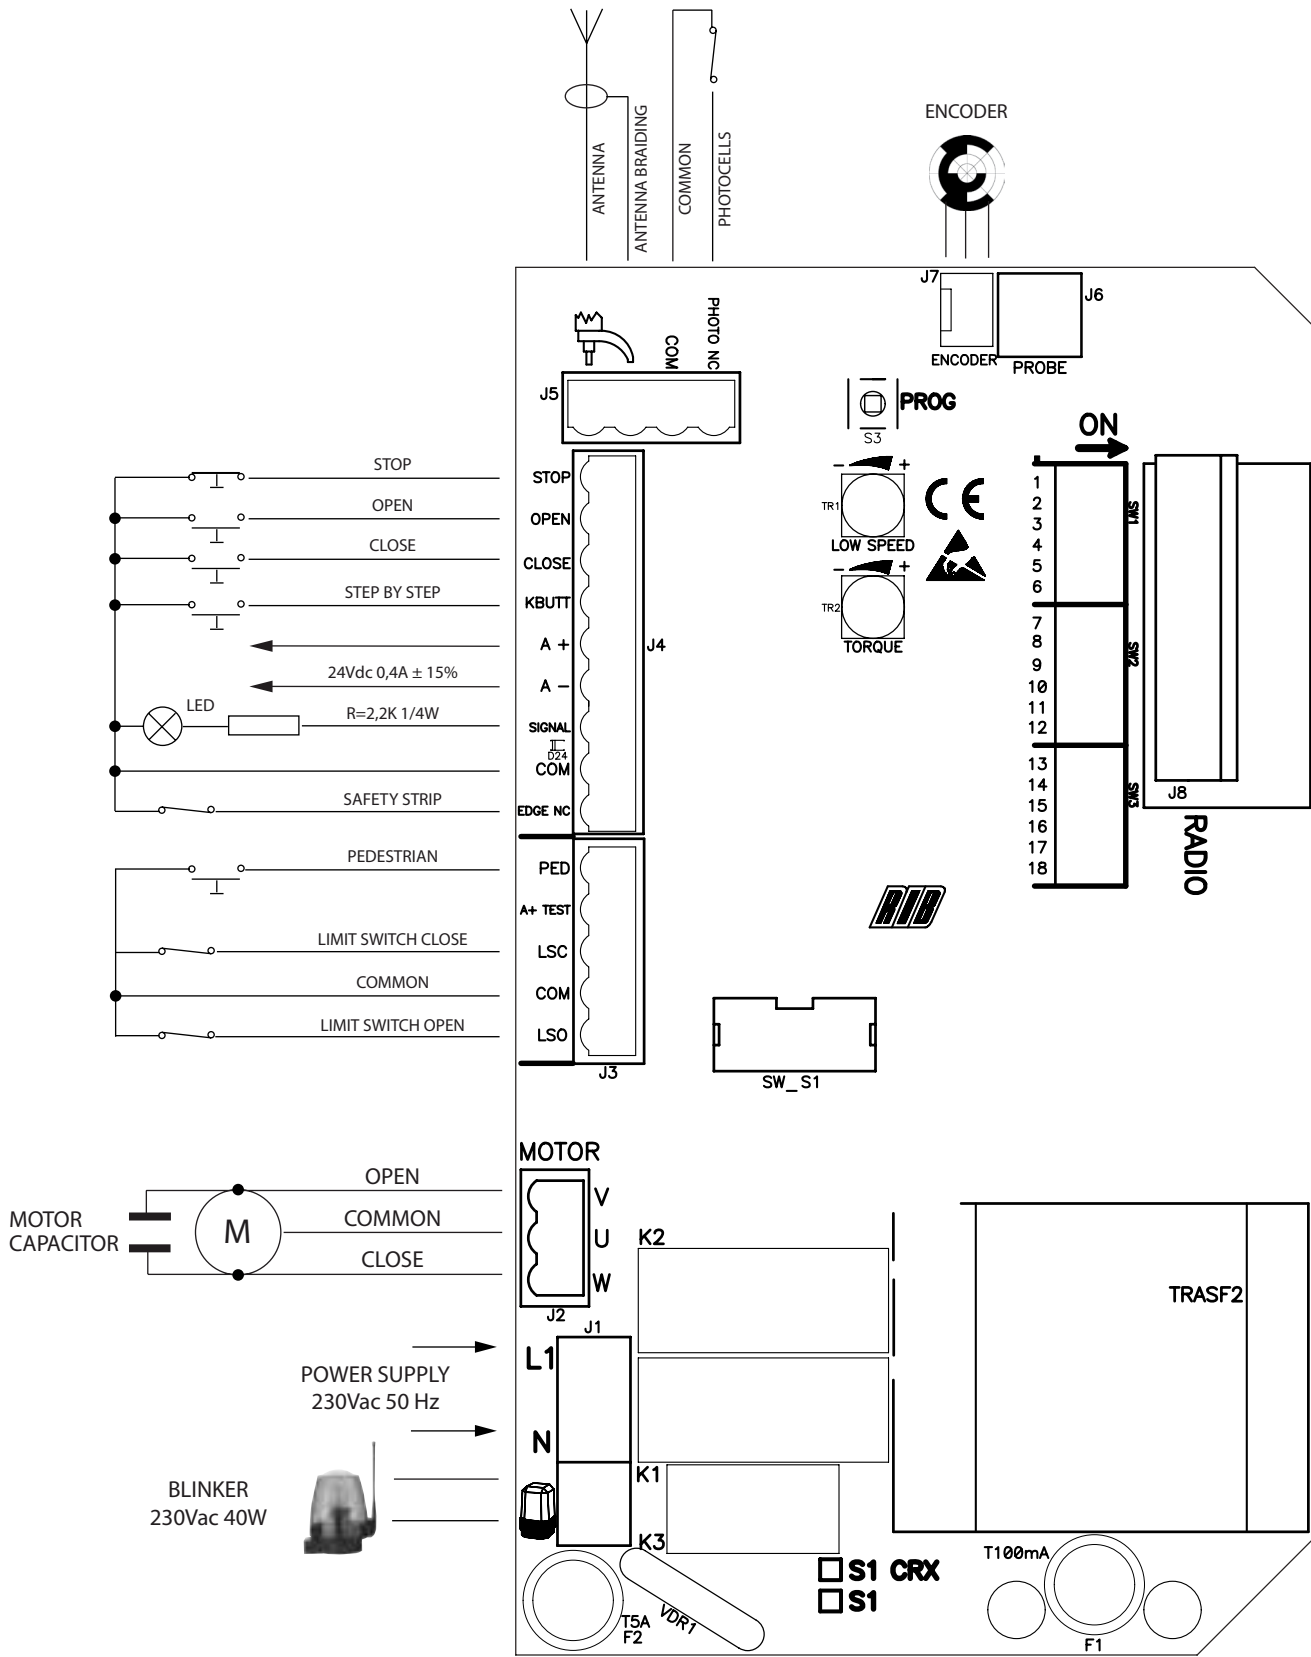 ANTENNA
ANTENNA BRAIDING
COMMON
PHOTOCELLS
ENCODER
J7
J6
ENCODER
PROBE
COM
PHOTO NC
J5
PROG
S3
ON
- +
TR1
LOW SPEED
- +
TR2
TORQUE
CE
1
2
3
4
5
6
SW1
7
8
9
10
11
12
SW2
13
14
15
16
17
18
SW3
J8
RADIO
STOP
STOP
OPEN
OPEN
CLOSE
CLOSE
STEP BY STEP
KBUTT
A +
J4
24Vdc 0,4A ± 15%
A -
LED
R=2,2K 1/4W
SIGNAL
D24
COM
SAFETY STRIP
EDGE NC
PEDESTRIAN
PED
A+ TEST
LIMIT SWITCH CLOSE
LSC
COMMON
COM
LIMIT SWITCH OPEN
LSO
J3
RIB
SW_S1
MOTOR
OPEN
V
MOTOR
CAPACITOR
M
COMMON
U
CLOSE
W
J2
K2
TRASF2
J1
L1
POWER SUPPLY
230Vac 50 Hz
N
K1
BLINKER
230Vac 40W
K3
S1 CRX
S1
T5A
F2
VDR1
T100mA
F1